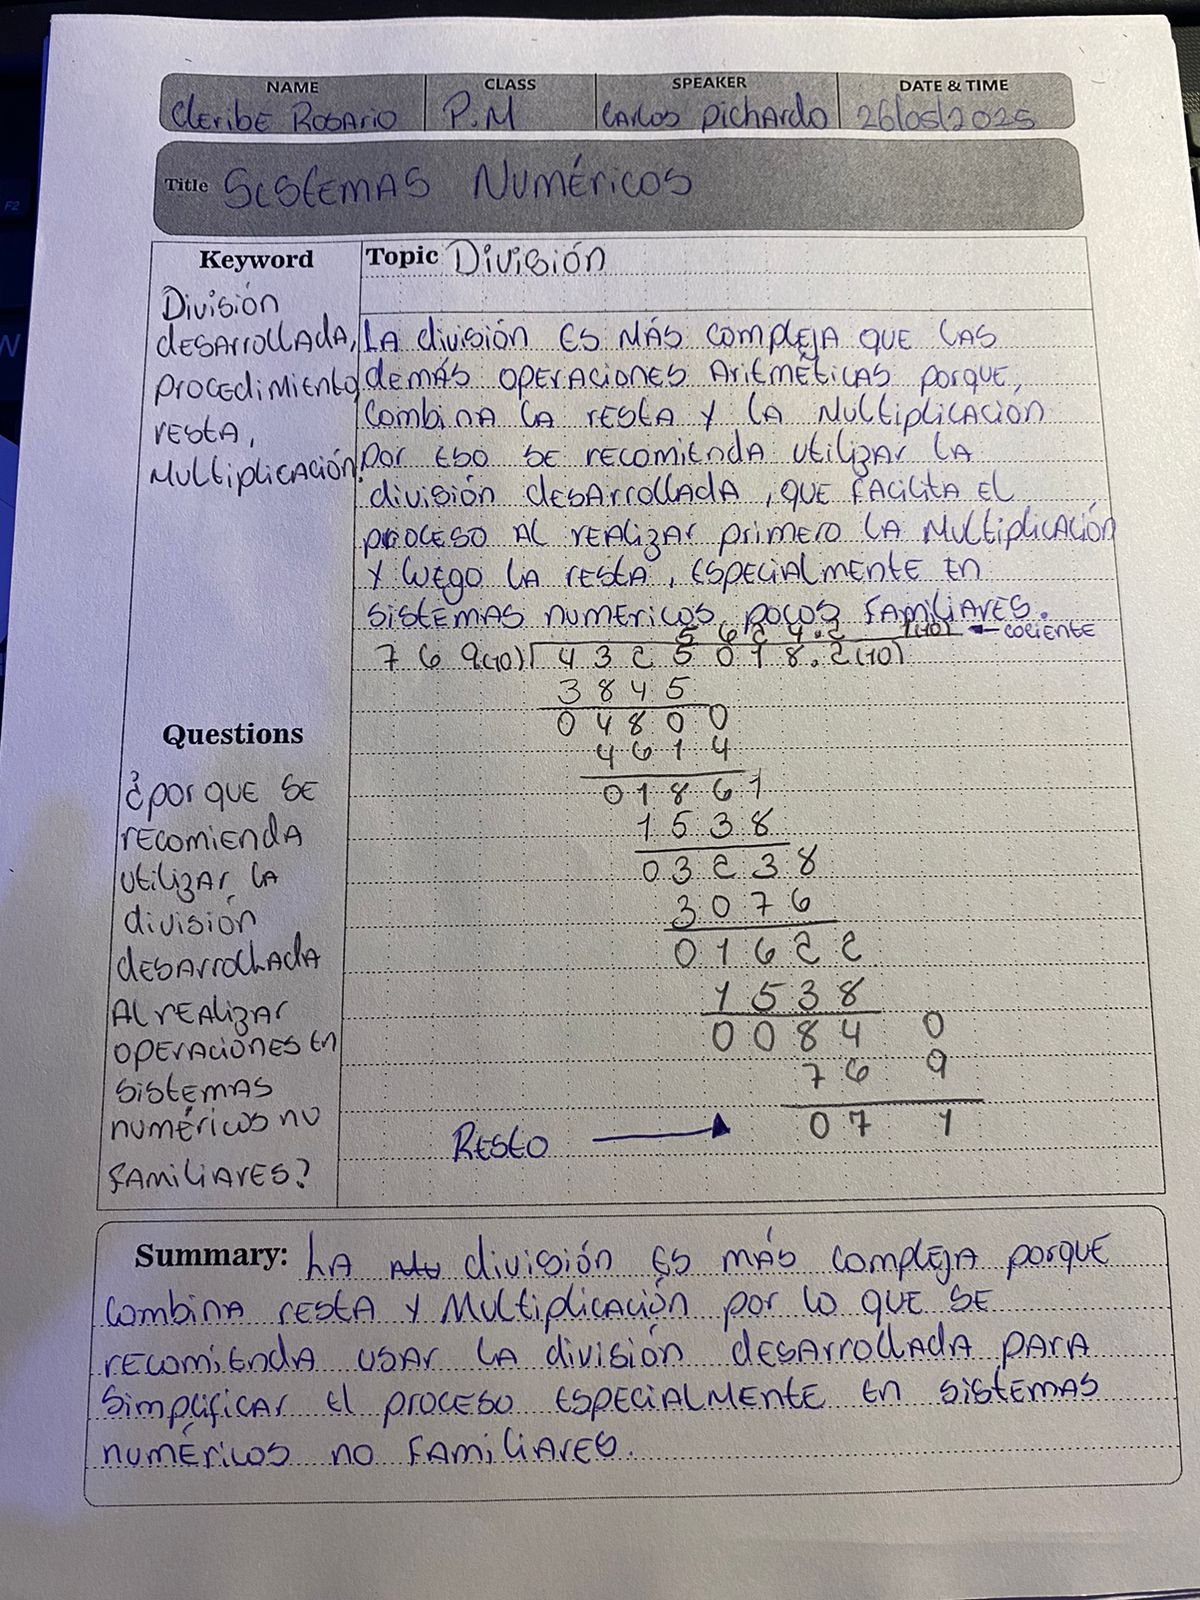 NAME CLASS SPEAKER DATE & TIME
Cleribe Rosario P.M Carlos Pichardo 26/05/2025
Title Sistemas Numéricos
Keyword
División
desarrollada,
procedimiento,
resta,
Multiplicación.
Topic División
La división es más compleja que las
demás operaciones Aritméticas porque,
combina la resta y la Multiplicación
por eso se recomienda utilizar la
división desarrollada, que facilita el
proceso al realizar primero la Multiplicación
y luego la resta, especialmente en
sistemas numericos pocos familiares.
5 6 2 4.2 1(10) ← cociente
7 6 9(10) 4 3 2 5 0 1 8.2(10)
3 8 4 5
0 4 8 0 0
4 6 1 4
0 1 8 6 1
1 5 3 8
0 3 2 3 8
3 0 7 6
0 1 6 2 2
1 5 3 8
0 0 8 4 0
7 6 9
Resto → 0 7 1
Questions
¿porque se
recomienda
utilizar la
división
desarrollada
Al realizar
operaciones en
sistemas
numéricos no
familiares?
Summary: La división es más compleja porque
combina resta y Multiplicación por lo que se
recomienda usar la división desarrollada para
simplificar el proceso especialmente en sistemas
numéricos no familiares.